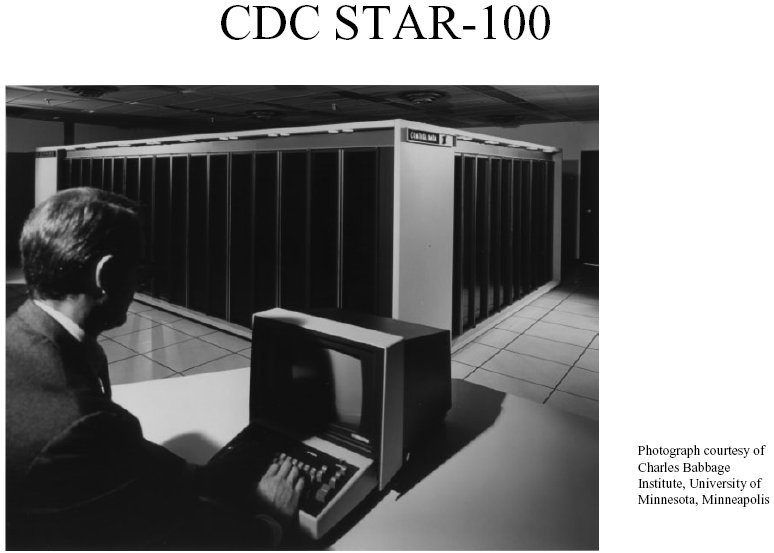 CDC STAR-100
CONTROL DATA
Photograph courtesy of
Charles Babbage
Institute, University of
Minnesota, Minneapolis